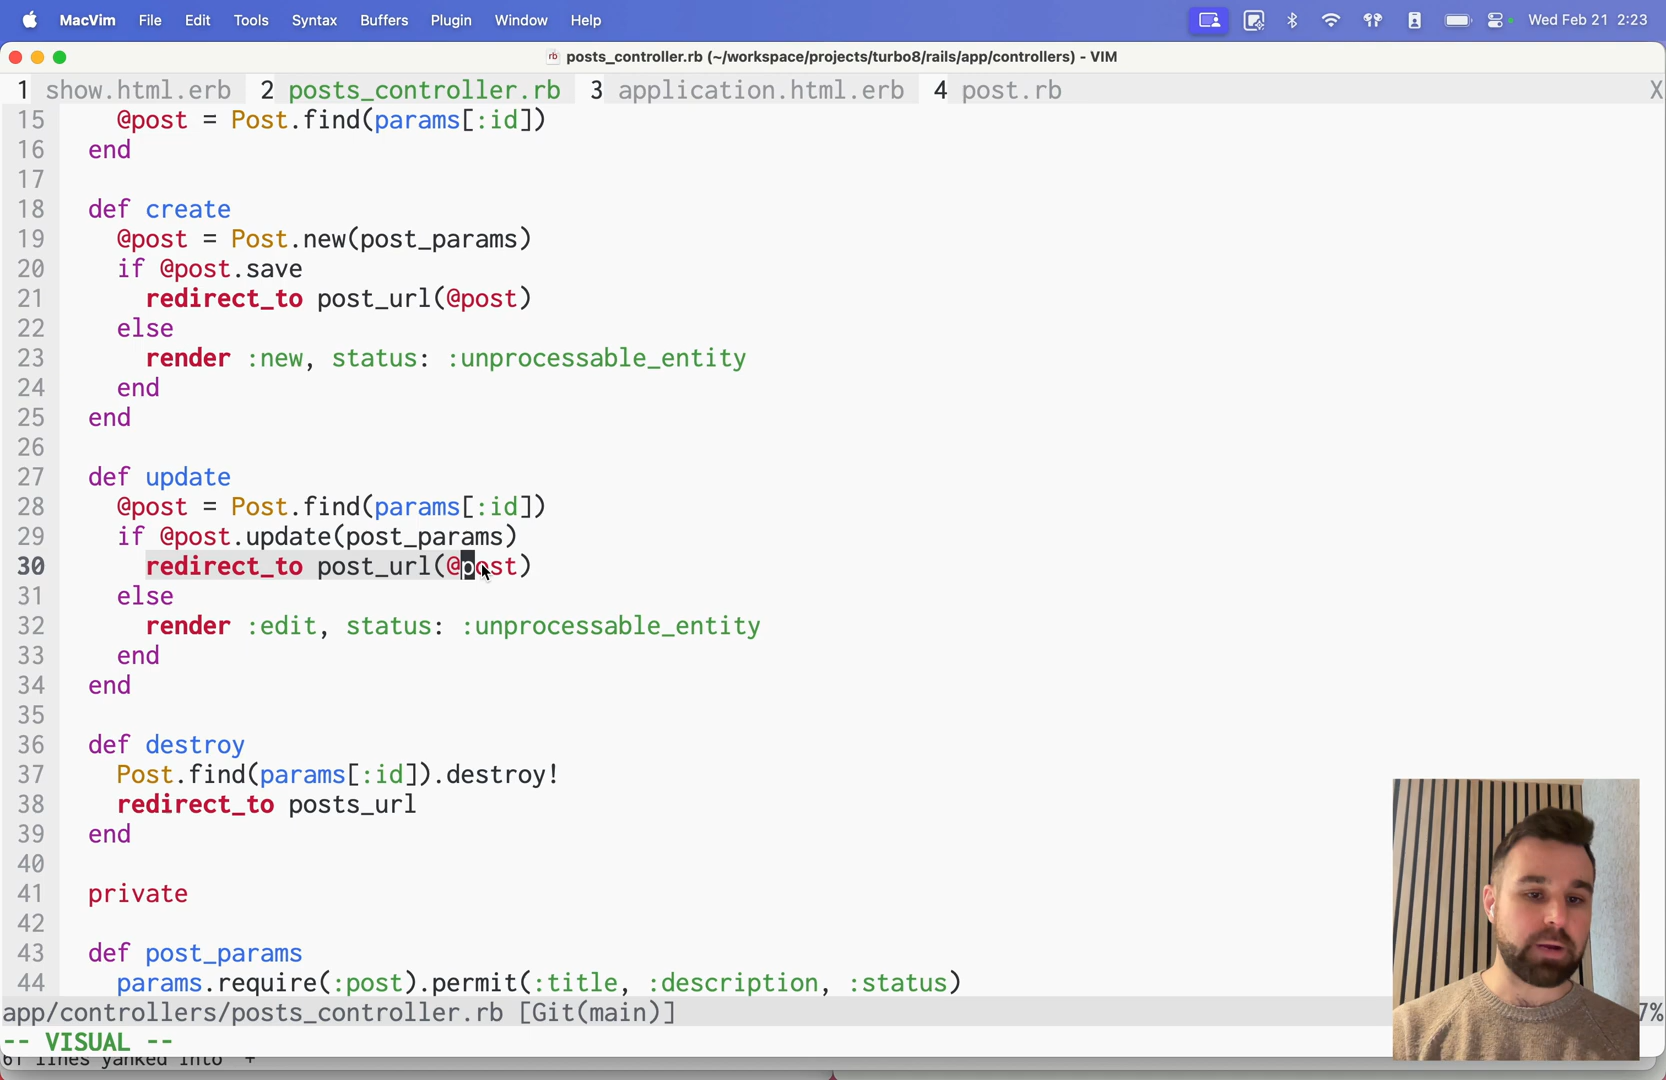 MacVim File Edit Tools Syntax Buffers Plugin Window Help Wed Feb 21 2:23
posts_controller.rb (~/workspace/projects/turbo8/rails/app/controllers) - VIM
1 show.html.erb 2 posts_controller.rb 3 application.html.erb 4 post.rb X
15 @post = Post.find(params[:id])
16 end
17
18 def create
19 @post = Post.new(post_params)
20 if @post.save
21 redirect_to post_url(@post)
22 else
23 render :new, status: :unprocessable_entity
24 end
25 end
26
27 def update
28 @post = Post.find(params[:id])
29 if @post.update(post_params)
30 redirect_to post_url(@post)
31 else
32 render :edit, status: :unprocessable_entity
33 end
34 end
35
36 def destroy
37 Post.find(params[:id]).destroy!
38 redirect_to posts_url
39 end
40
41 private
42
43 def post_params
44 params.require(:post).permit(:title, :description, :status)
app/controllers/posts_controller.rb [Git(main)] 7%
-- VISUAL --
61 lines yanked into "+